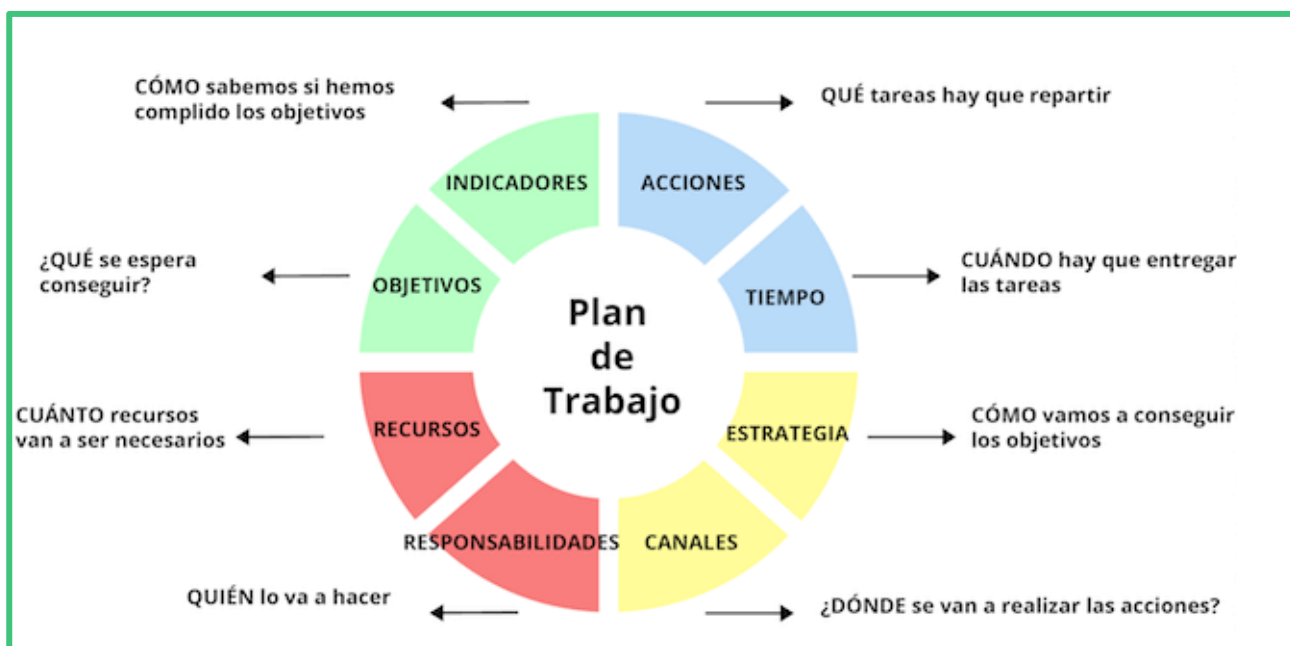 CÓMO sabemos si hemos
complido los objetivos
QUÉ tareas hay que repartir
INDICADORES
ACCIONES
¿QUÉ se espera
conseguir?
OBJETIVOS
TIEMPO
CUÁNDO hay que entregar
las tareas
Plan
de
Trabajo
CUÁNTO recursos
van a ser necesarios
RECURSOS
ESTRATEGIA
CÓMO vamos a conseguir
los objetivos
RESPONSABILIDADES
CANALES
QUIÉN lo va a hacer
¿DÓNDE se van a realizar las acciones?